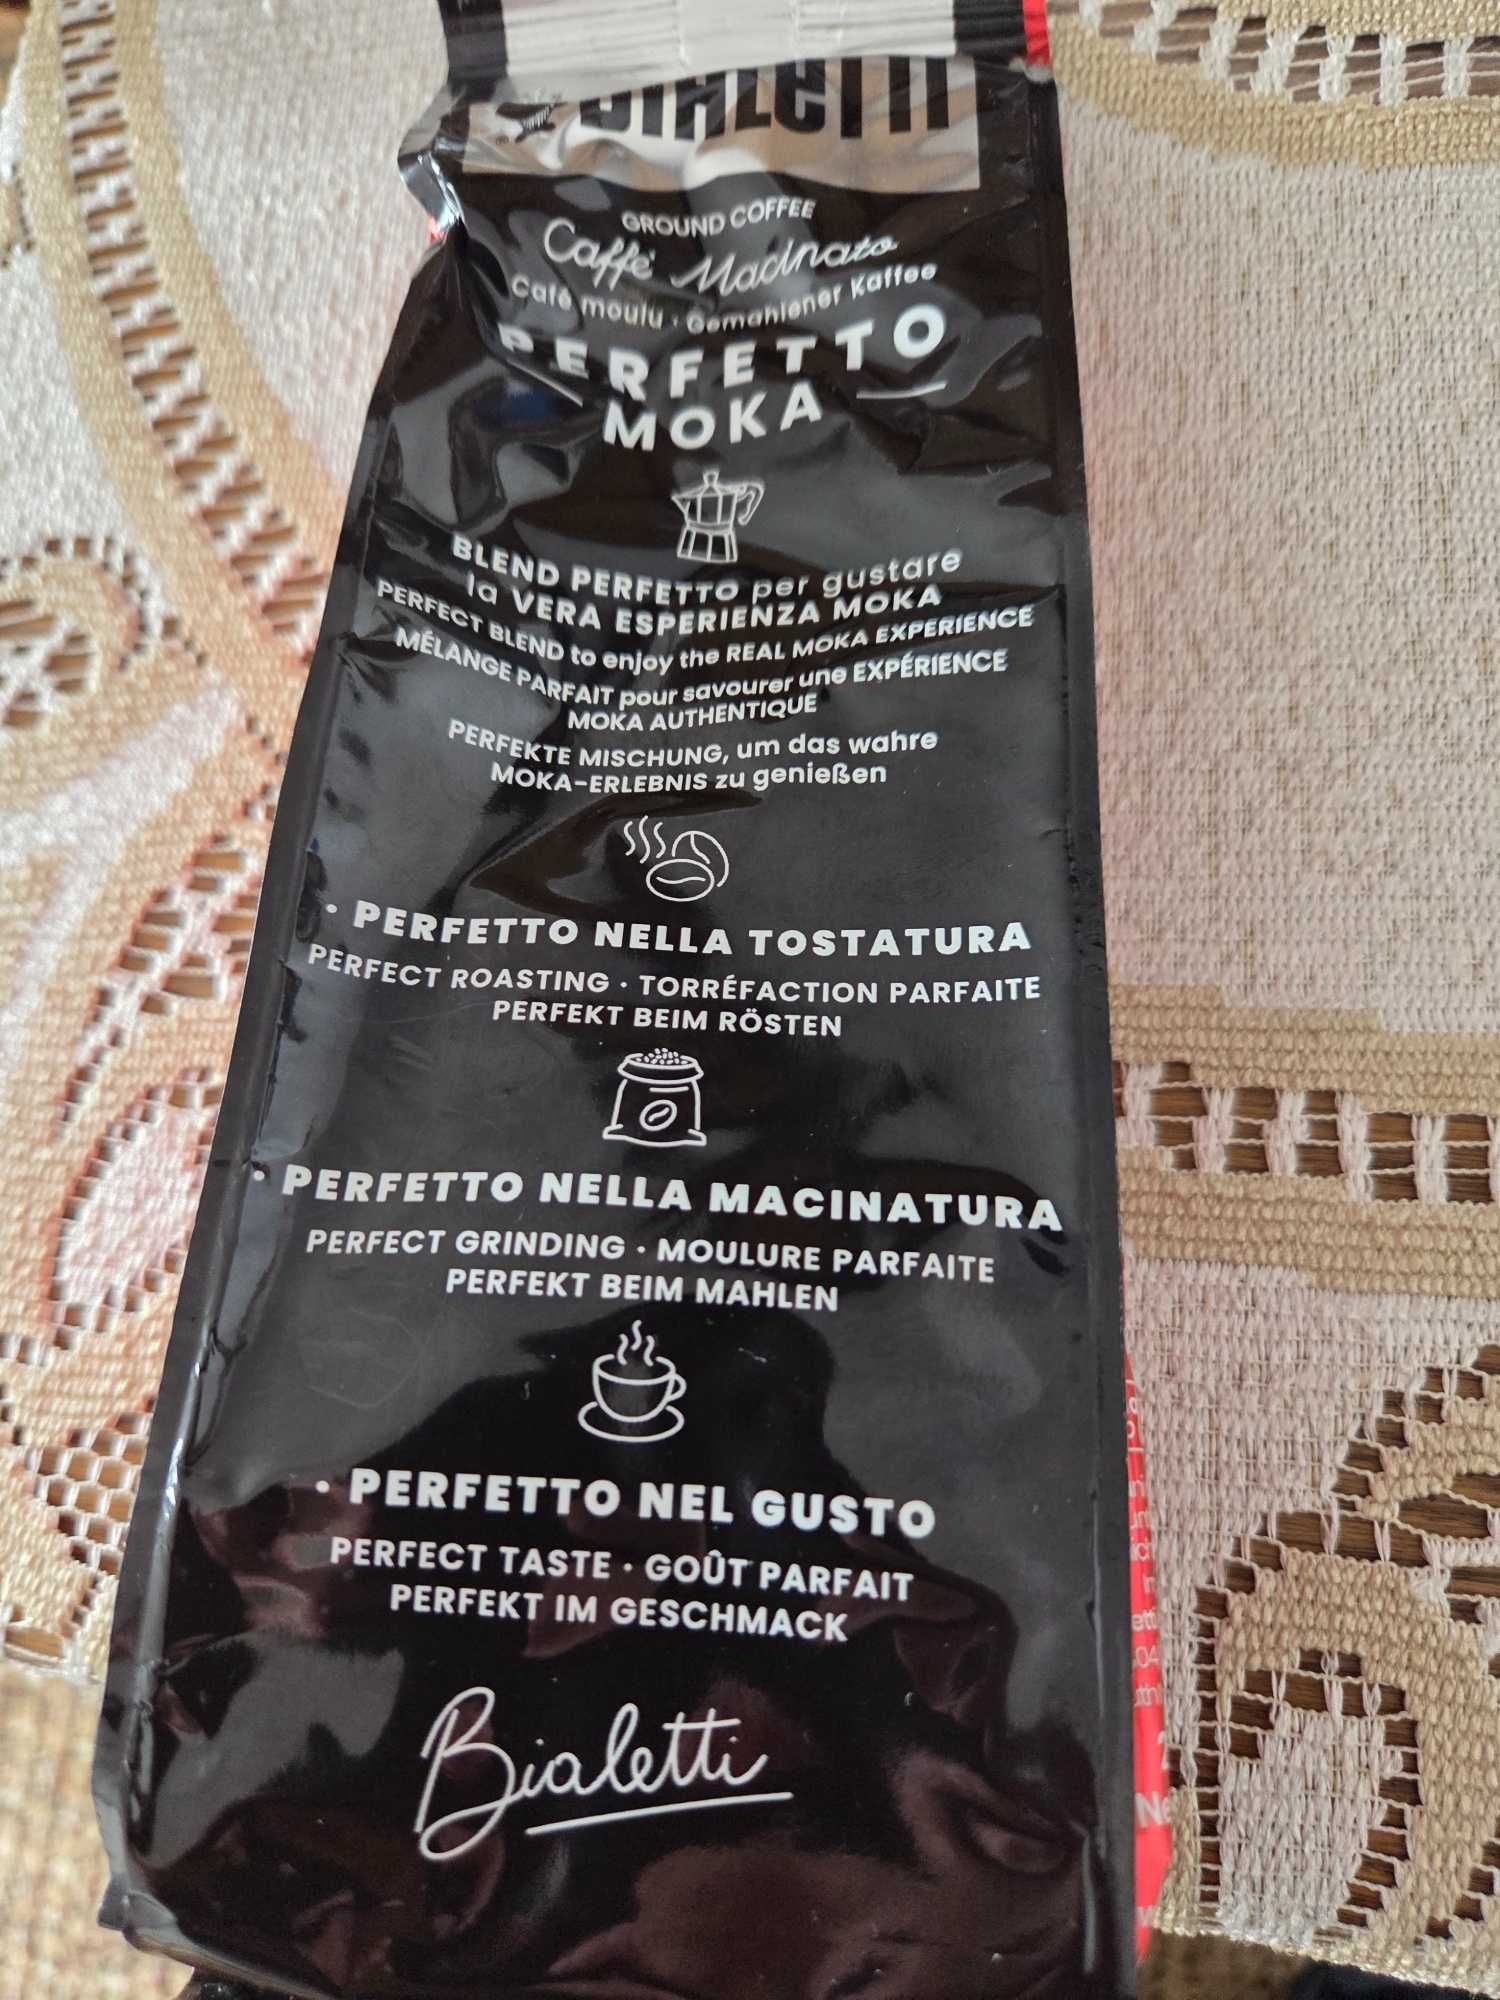 BIALETTI
GROUND COFFEE
Caffè Macinato
Café moulu · Gemahlener Kaffee
PERFETTO
MOKA
BLEND PERFETTO per gustare
la VERA ESPERIENZA MOKA
PERFECT BLEND to enjoy the REAL MOKA EXPERIENCE
MÉLANGE PARFAIT pour savourer une EXPÉRIENCE
MOKA AUTHENTIQUE
PERFEKTE MISCHUNG, um das wahre
MOKA-ERLEBNIS zu genießen
· PERFETTO NELLA TOSTATURA
PERFECT ROASTING · TORRÉFACTION PARFAITE
PERFEKT BEIM RÖSTEN
· PERFETTO NELLA MACINATURA
PERFECT GRINDING · MOULURE PARFAITE
PERFEKT BEIM MAHLEN
· PERFETTO NEL GUSTO
PERFECT TASTE · GOÛT PARFAIT
PERFEKT IM GESCHMACK
Bialetti